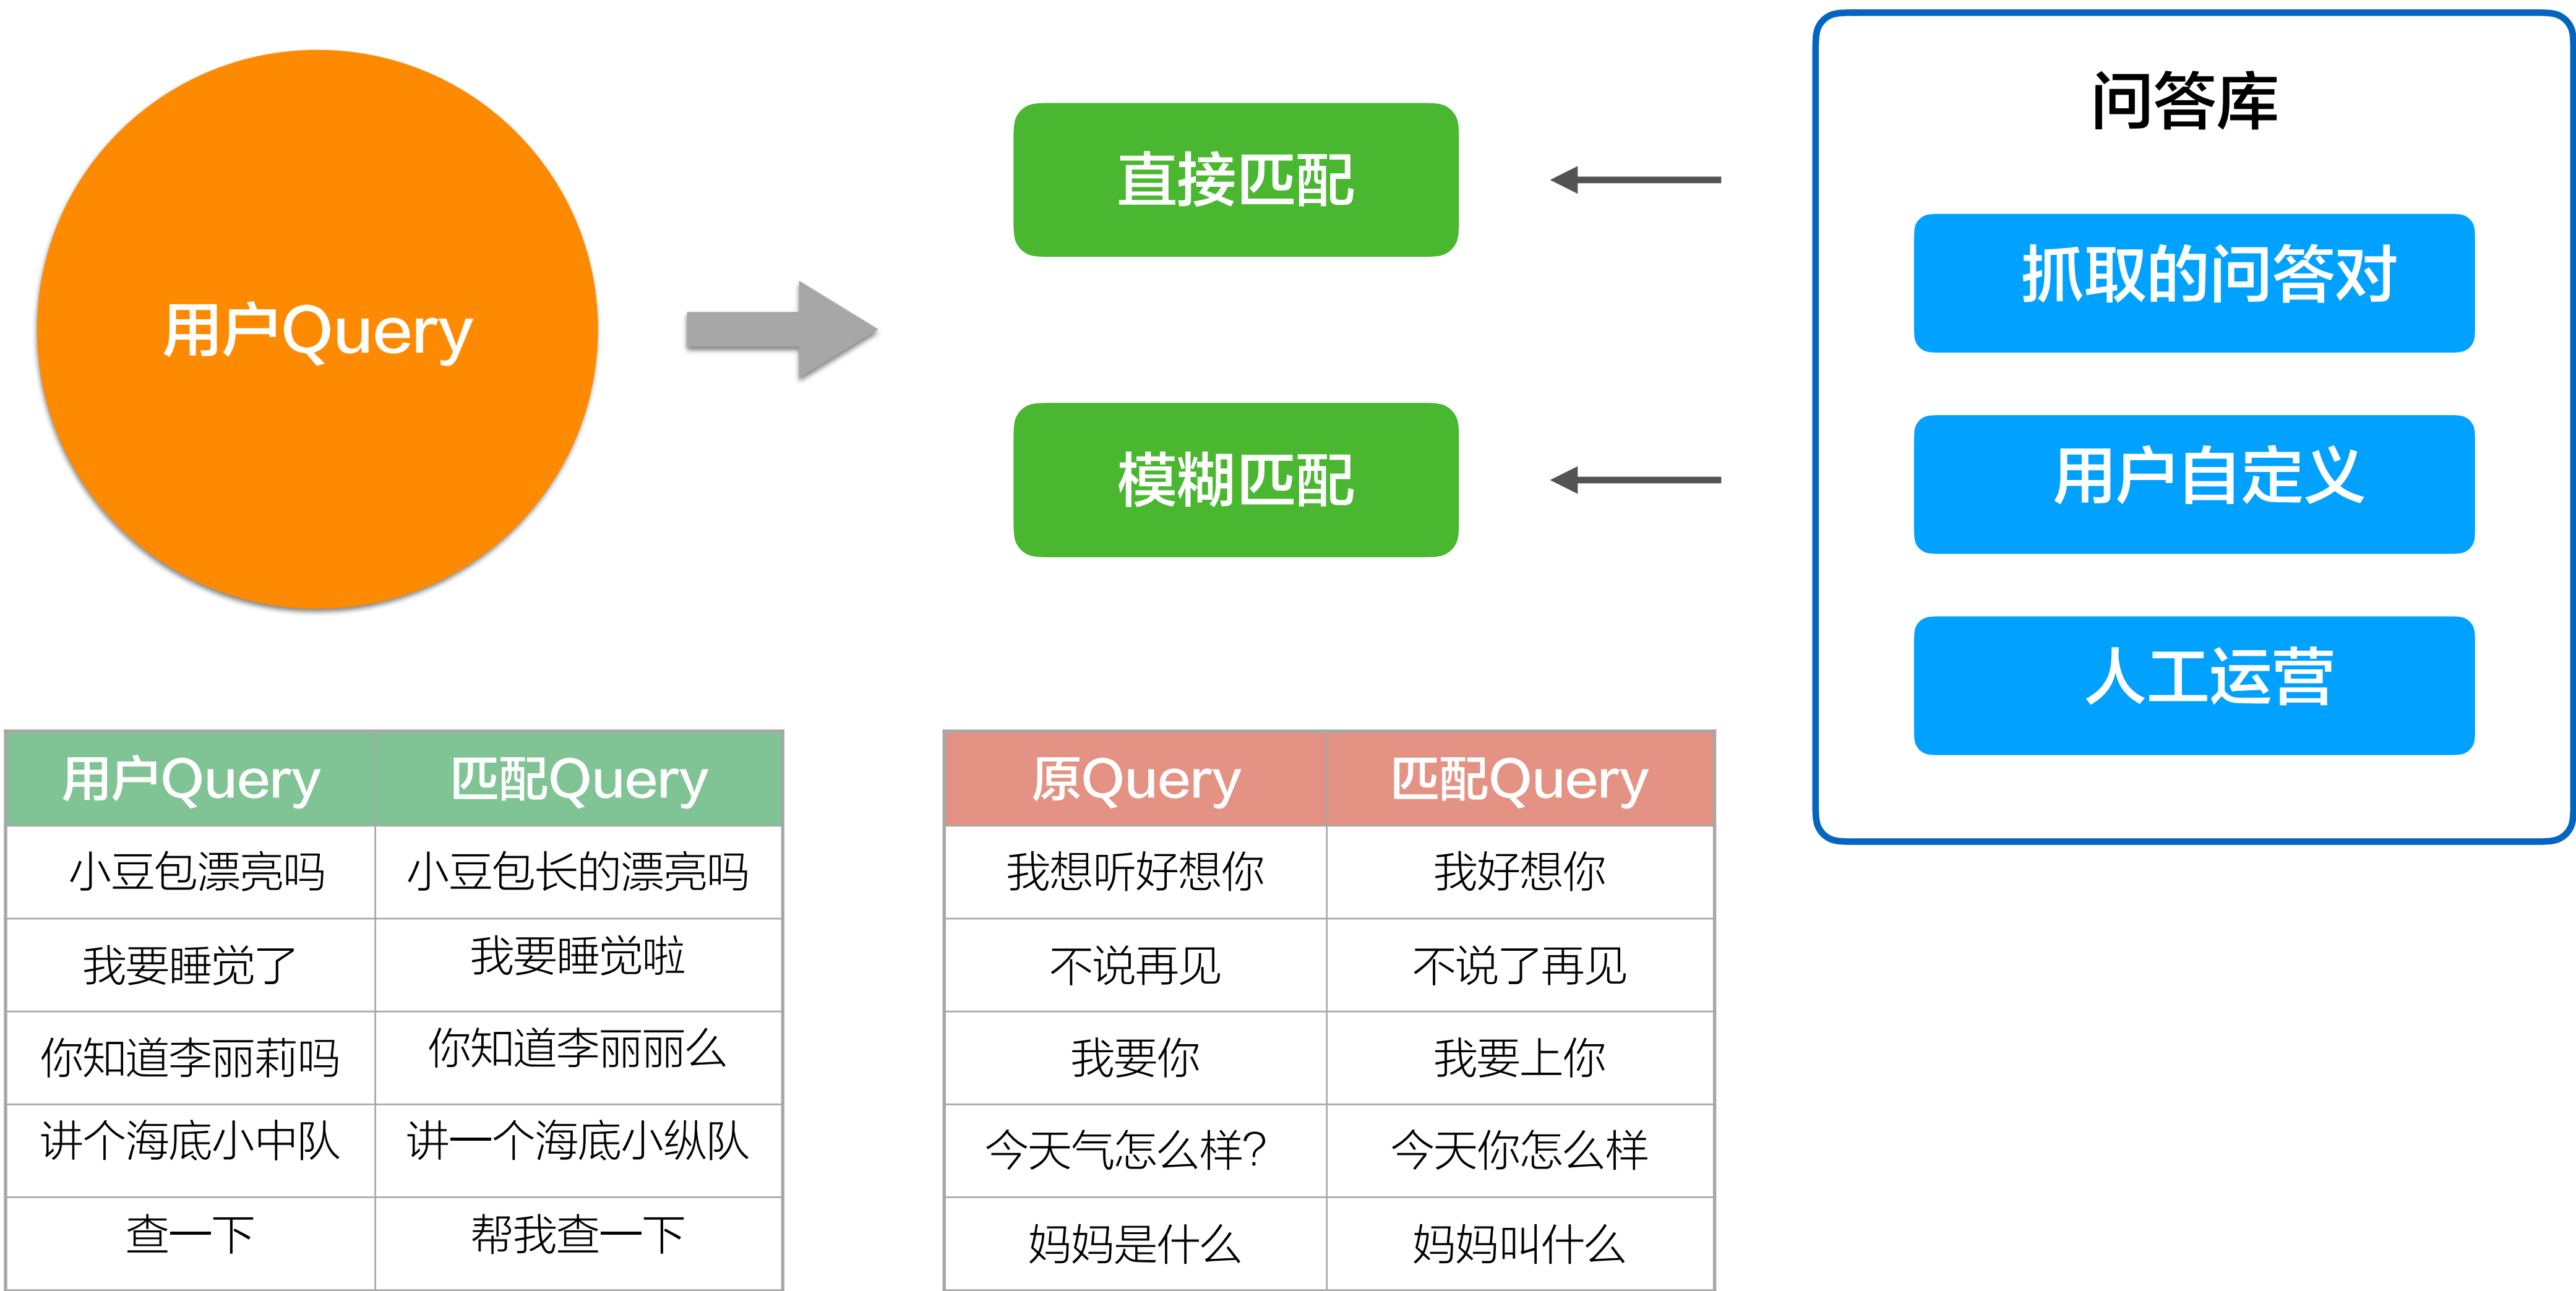 用户Query
直接匹配
模糊匹配
问答库
抓取的问答对
用户自定义
人工运营
用户Query 匹配Query
小豆包漂亮吗 小豆包长的漂亮吗
我要睡觉了 我要睡觉啦
你知道李丽莉吗 你知道李丽丽么
讲个海底小中队 讲一个海底小纵队
查一下 帮我查一下
原Query 匹配Query
我想听好想你 我好想你
不说再见 不说了再见
我要你 我要上你
今天气怎么样? 今天你怎么样
妈妈是什么 妈妈叫什么